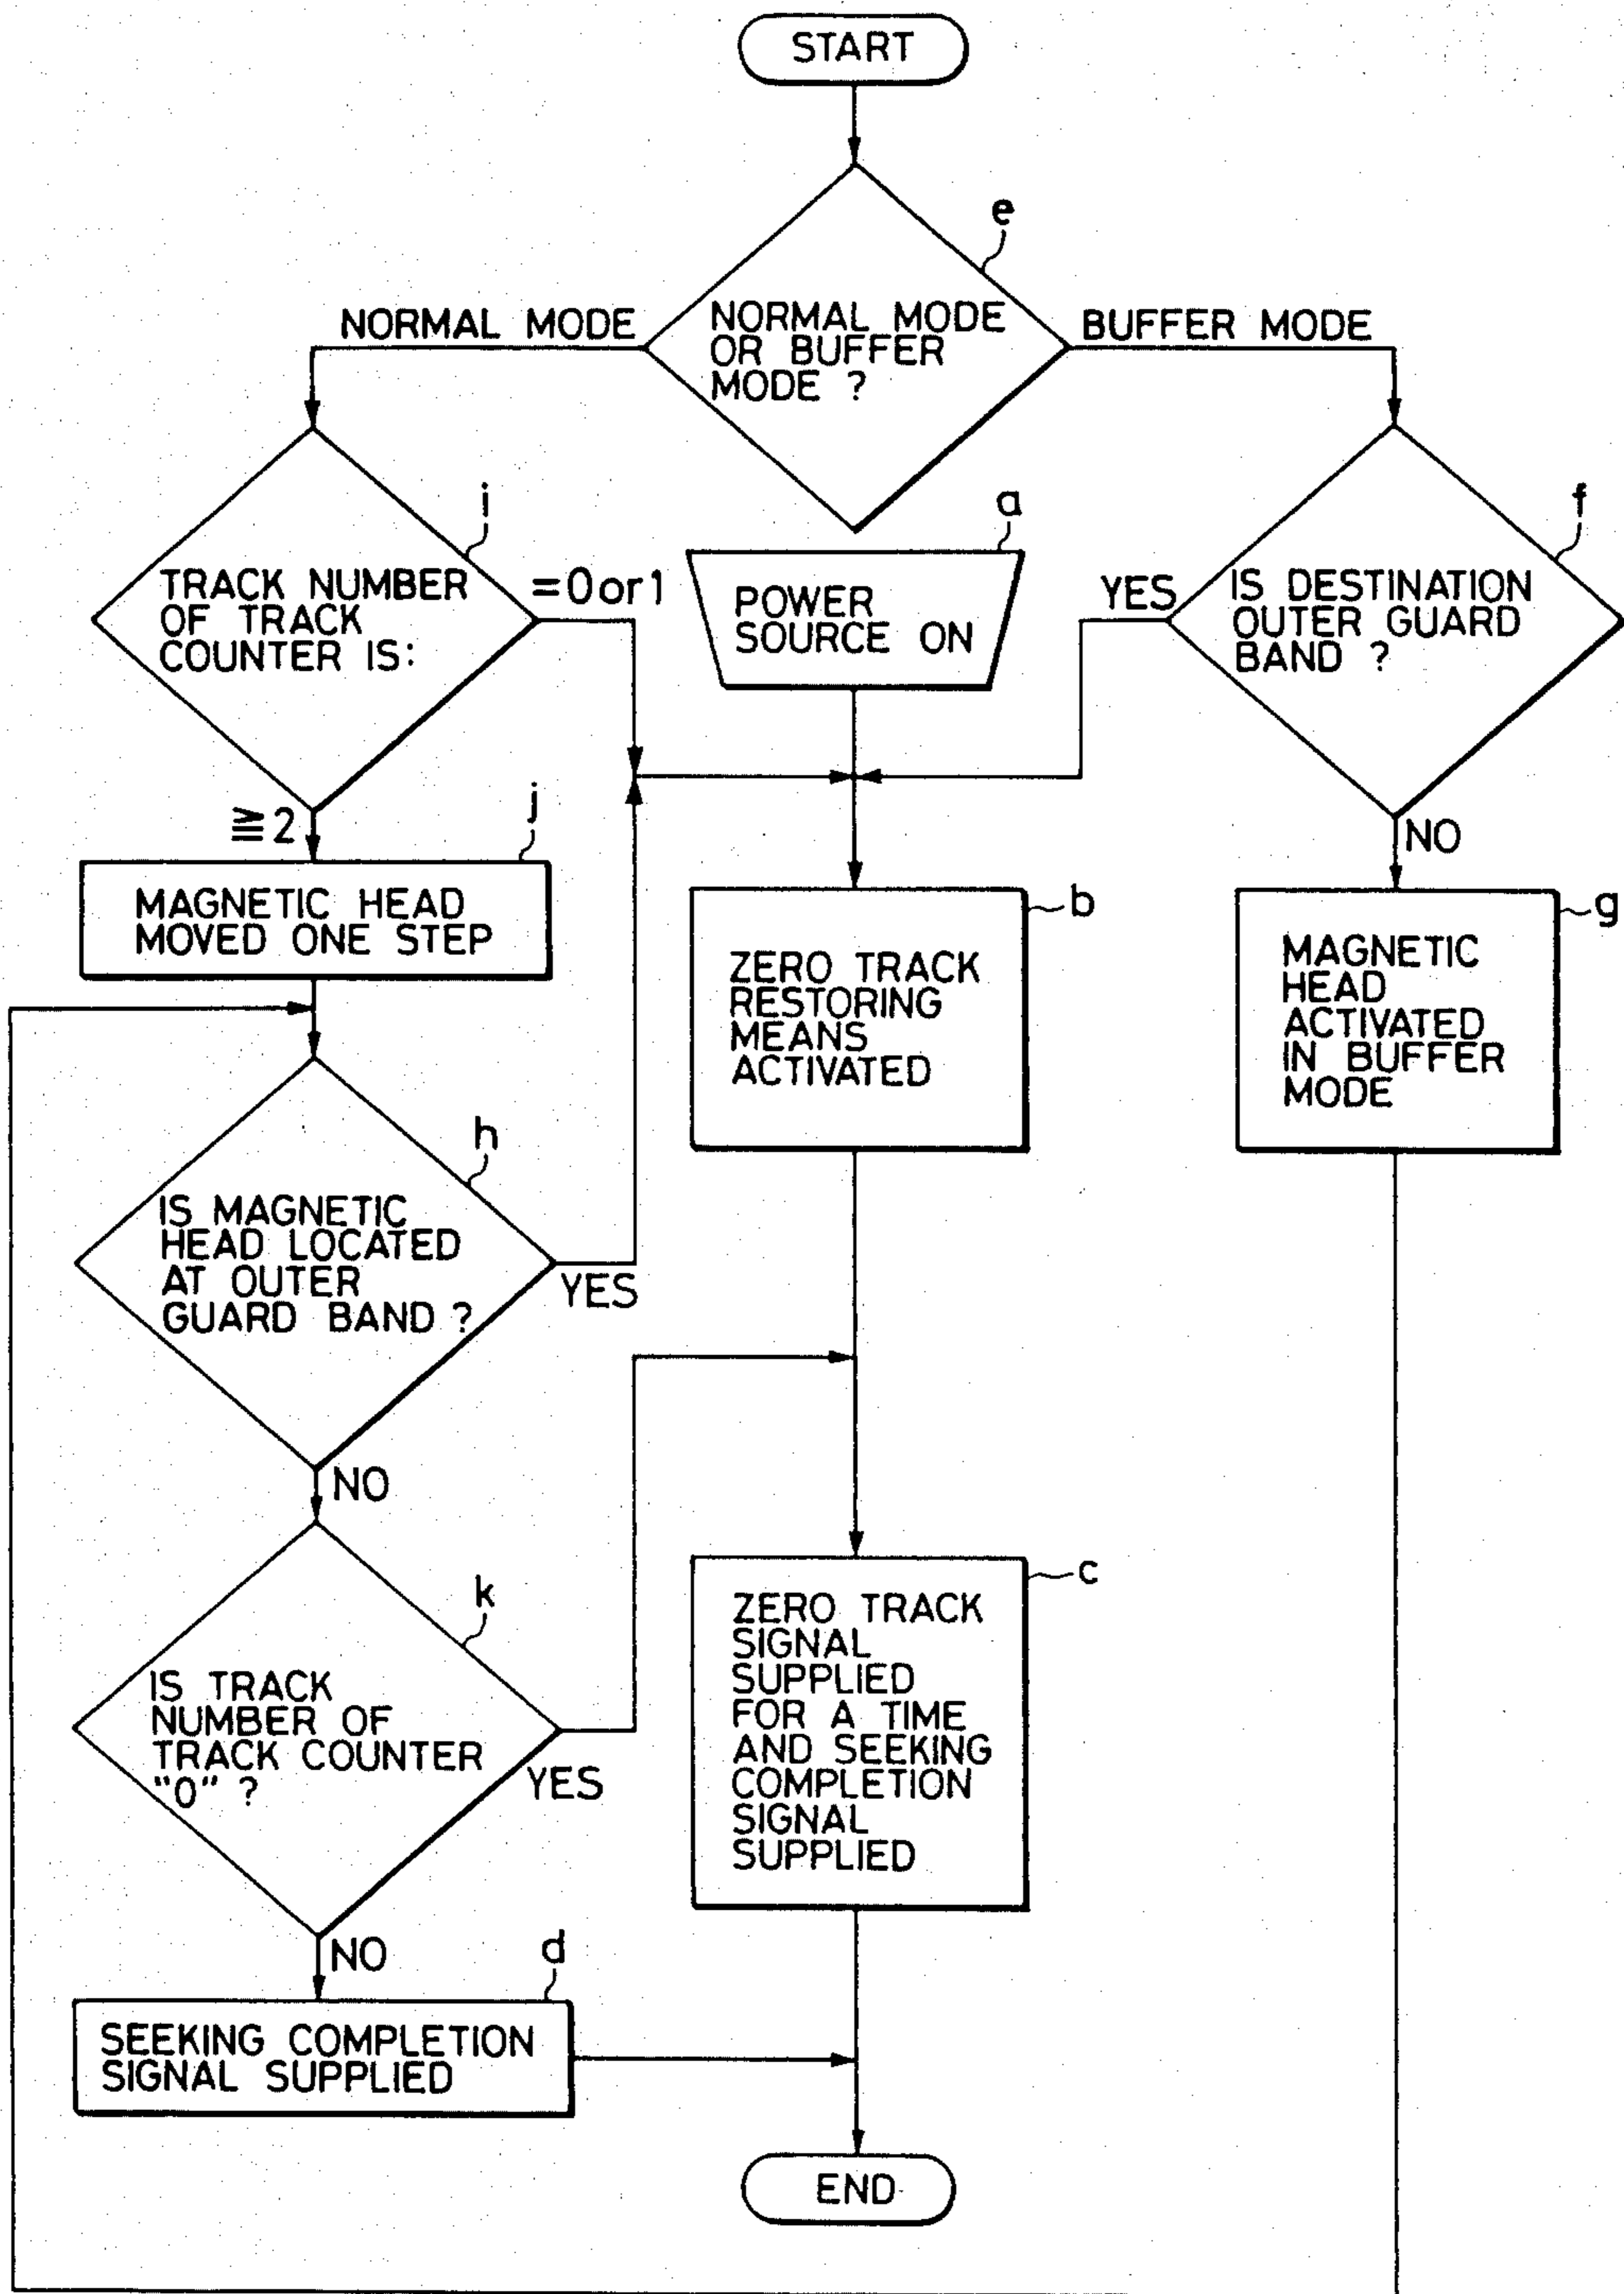 START
e
NORMAL MODE
NORMAL MODE
OR BUFFER
MODE ?
BUFFER MODE
i
TRACK NUMBER
OF TRACK
COUNTER IS:
=0 or 1
≧2
a
POWER
SOURCE ON
f
IS DESTINATION
OUTER GUARD
BAND ?
YES
NO
j
MAGNETIC HEAD
MOVED ONE STEP
b
ZERO TRACK
RESTORING
MEANS
ACTIVATED
g
MAGNETIC
HEAD
ACTIVATED
IN BUFFER
MODE
h
IS MAGNETIC
HEAD LOCATED
AT OUTER
GUARD BAND ?
YES
NO
k
IS TRACK
NUMBER OF
TRACK COUNTER
"0" ?
YES
NO
c
ZERO TRACK
SIGNAL
SUPPLIED
FOR A TIME
AND SEEKING
COMPLETION
SIGNAL
SUPPLIED
d
SEEKING COMPLETION
SIGNAL SUPPLIED
END